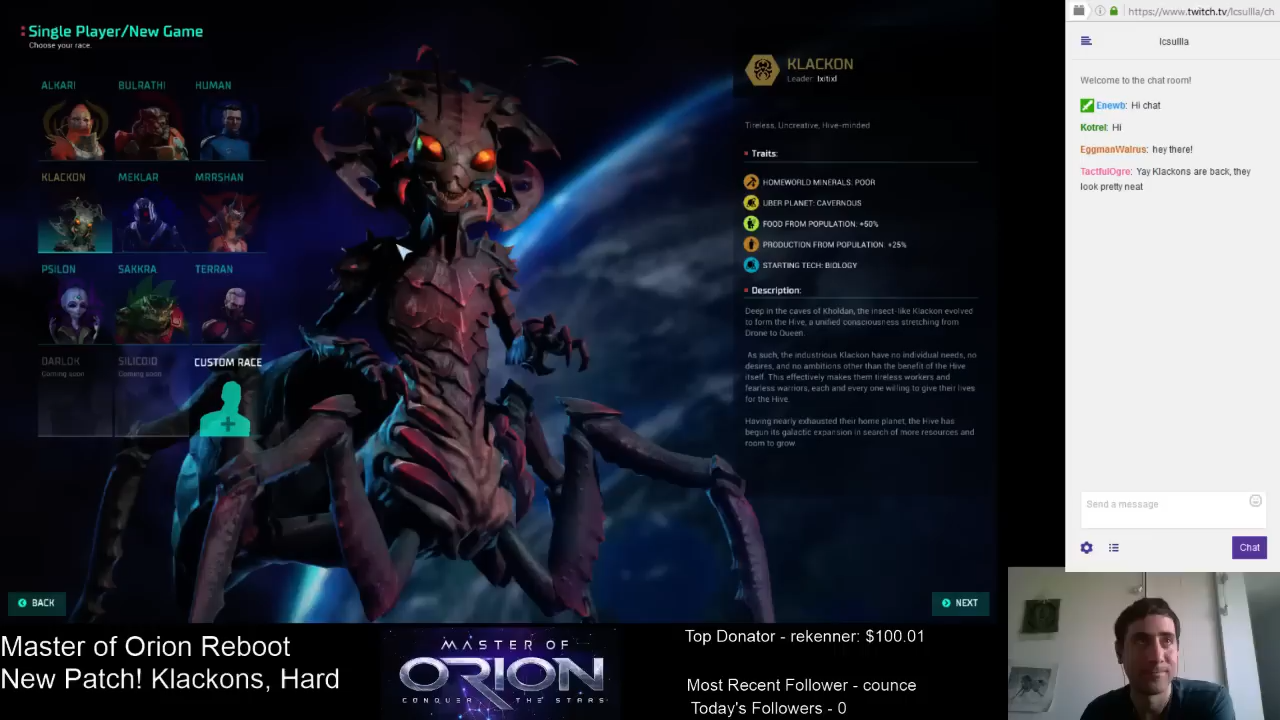 Single Player/New Game
Choose your race.
ALKARI
BULRATHI
HUMAN
KLACKON
MEKLAR
MRRSHAN
PSILON
SAKKRA
TERRAN
DARLOK
Coming soon
SILICOID
Coming soon
CUSTOM RACE
BACK
KLACKON
Leader: Ixitixl
Tireless, Uncreative, Hive-minded
Traits:
HOMEWORLD MINERALS: POOR
UBER PLANET: CAVERNOUS
FOOD FROM POPULATION: +50%
PRODUCTION FROM POPULATION: +25%
STARTING TECH: BIOLOGY
Description:
Deep in the caves of Kholdan, the insect-like Klackon evolved
to form the Hive, a unified consciousness stretching from
Drone to Queen.
As such, the industrious Klackon have no individual needs, no
desires, and no ambitions other than the benefit of the Hive
itself. This effectively makes them tireless workers and
fearless warriors, each and every one willing to give their lives
for the Hive.
Having nearly exhausted their home planet, the Hive has
begun its galactic expansion in search of more resources and
room to grow.
NEXT
https://www.twitch.tv/lcsullla/ch
lcsullla
Welcome to the chat room!
Enewb: Hi chat
Kotrel: Hi
EggmanWalrus: hey there!
TactfulOgre: Yay Klackons are back, they
look pretty neat
Send a message
Chat
Master of Orion Reboot
New Patch! Klackons, Hard
MASTER OF
ORION
CONQUER THE STARS
Top Donator - rekenner: $100.01
Most Recent Follower - counce
Today's Followers - 0